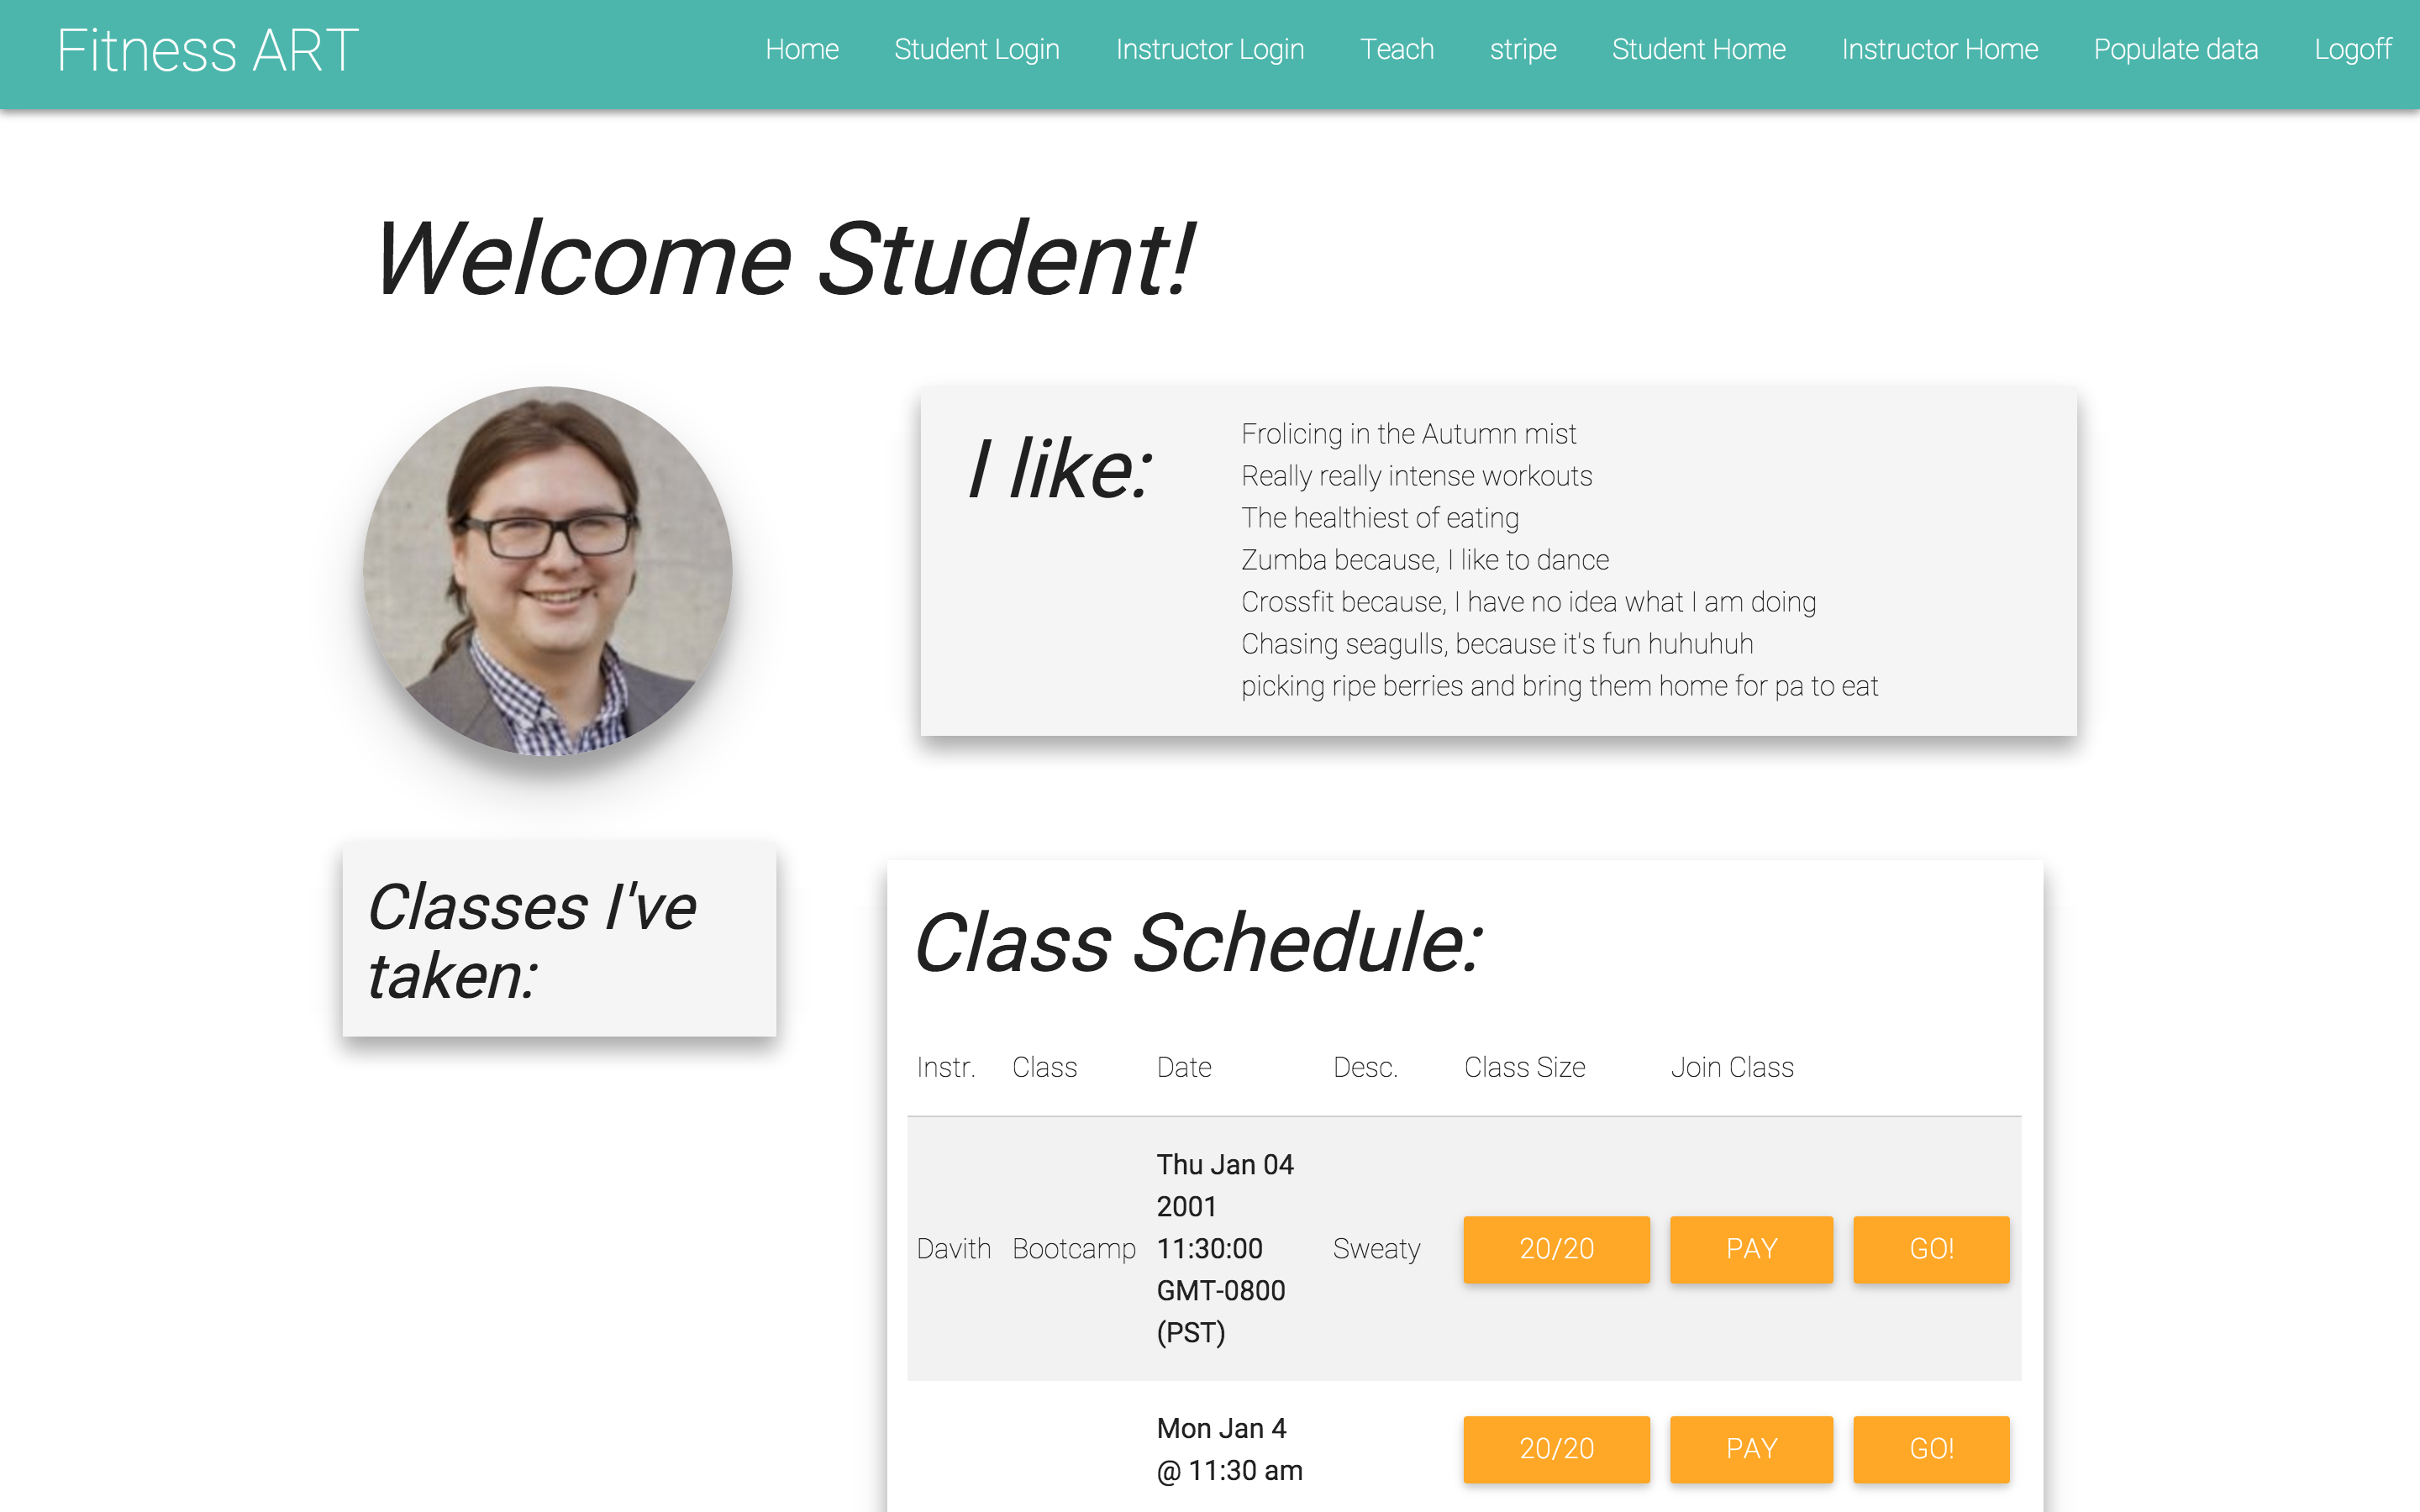 Fitness ART
Home Student Login Instructor Login Teach stripe Student Home Instructor Home Populate data Logoff
Welcome Student!
I like:
Frolicing in the Autumn mist
Really really intense workouts
The healthiest of eating
Zumba because, I like to dance
Crossfit because, I have no idea what I am doing
Chasing seagulls, because it's fun huhuhuh
picking ripe berries and bring them home for pa to eat
Classes I've
taken:
Class Schedule:
Instr. Class Date Desc. Class Size Join Class
Thu Jan 04
2001
11:30:00
GMT-0800
(PST)
Davith Bootcamp Sweaty 20/20 PAY GO!
Mon Jan 4
@ 11:30 am
20/20 PAY GO!